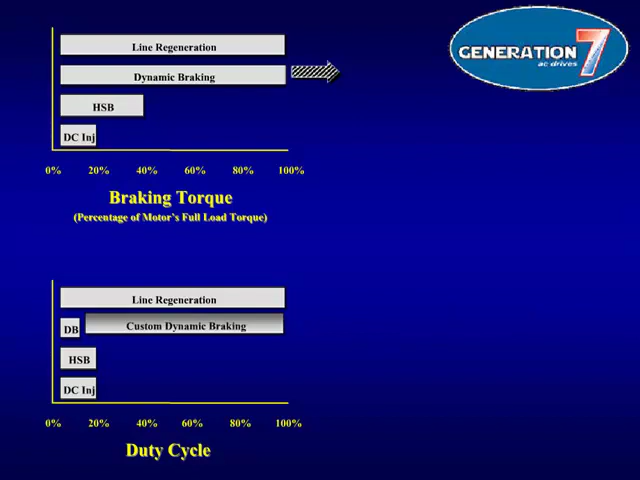 GENERATION 7
ac drives
Line Regeneration
Dynamic Braking
HSB
DC Inj
0% 20% 40% 60% 80% 100%
Braking Torque
(Percentage of Motor's Full Load Torque)
Line Regeneration
DB Custom Dynamic Braking
HSB
DC Inj
0% 20% 40% 60% 80% 100%
Duty Cycle